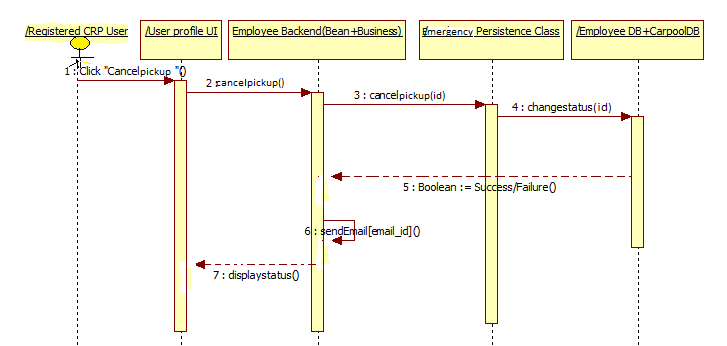 /Registered CRP User
/User profile UI
Employee Backend(Bean+Business)
Emergency Persistence Class
/Employee DB+CarpoolDB
1 : Click "Cancelpickup "()
2 :cancelpickup()
3 : cancelpickup(id)
4 : changestatus(id)
5 : Boolean := Success/Failure()
6 : sendEmail[email_id]()
7 : displaystatus()